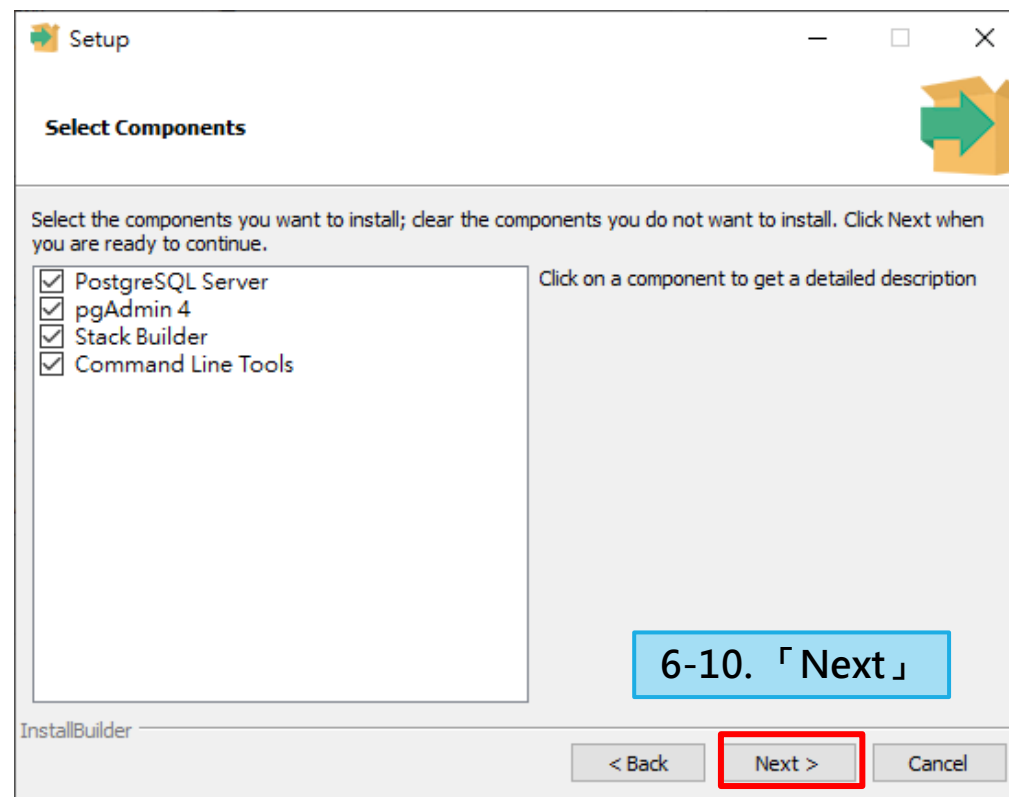 Setup
Select Components
Select the components you want to install; clear the components you do not want to install. Click Next when
you are ready to continue.
PostgreSQL Server
pgAdmin 4
Stack Builder
Command Line Tools
Click on a component to get a detailed description
6-10.「Next」
InstallBuilder
< Back
Next >
Cancel